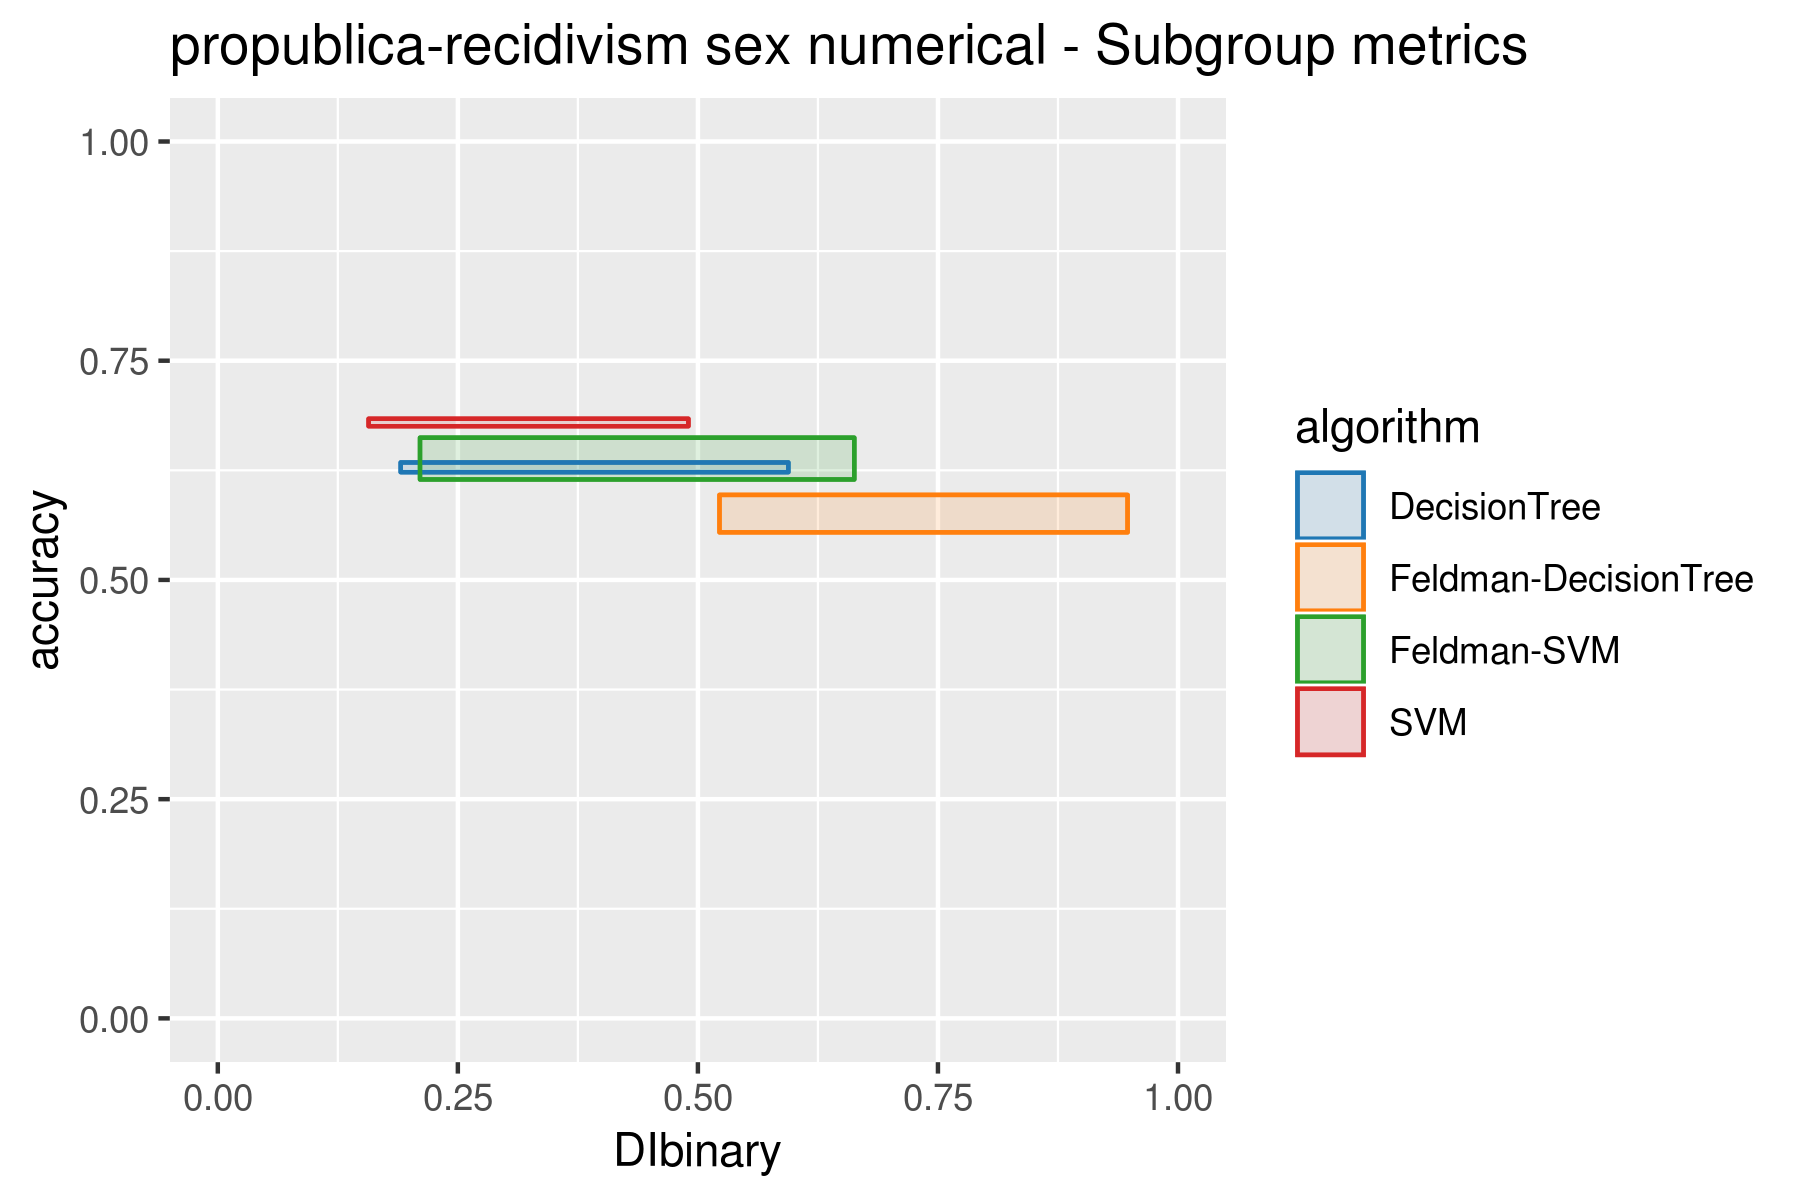 propublica-recidivism sex numerical - Subgroup metrics
1.00
0.75
0.50
0.25
0.00
accuracy
0.00 0.25 0.50 0.75 1.00
DIbinary
algorithm
DecisionTree
Feldman-DecisionTree
Feldman-SVM
SVM